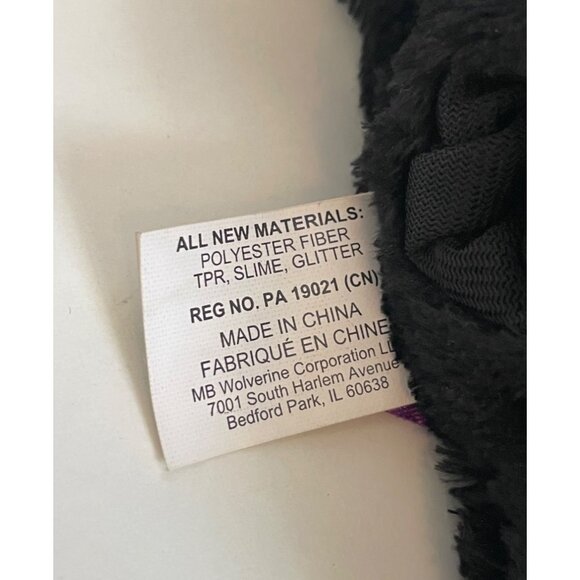 ALL NEW MATERIALS:
POLYESTER FIBER
TPR, SLIME, GLITTER
REG NO. PA 19021 (CN)
MADE IN CHINA
FABRIQUÉ EN CHINE
MB Wolverine Corporation
7001 South Harlem Avenue
Bedford Park, IL 60638